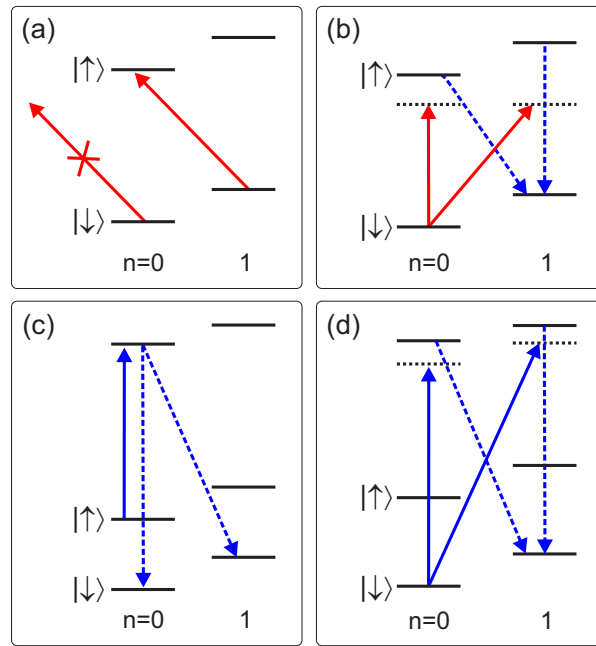 (a)
|↑⟩
|↓⟩
n=0 1
(b)
|↑⟩
|↓⟩
n=0 1
(c)
|↑⟩
|↓⟩
n=0 1
(d)
|↑⟩
|↓⟩
n=0 1